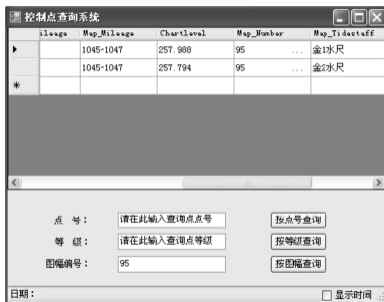 控制点查询系统
ileage Map_Mileage Chartlevel Map_Number Map_Tidestaff
1045-1047 257.988 95 ... 金1水尺
1045-1047 257.794 95 ... 金2水尺
点 号： 请在此输入查询点点号 按点号查询
等 级： 请在此输入查询点等级 按等级查询
图幅编号： 95 按图幅查询
日期： 显示时间